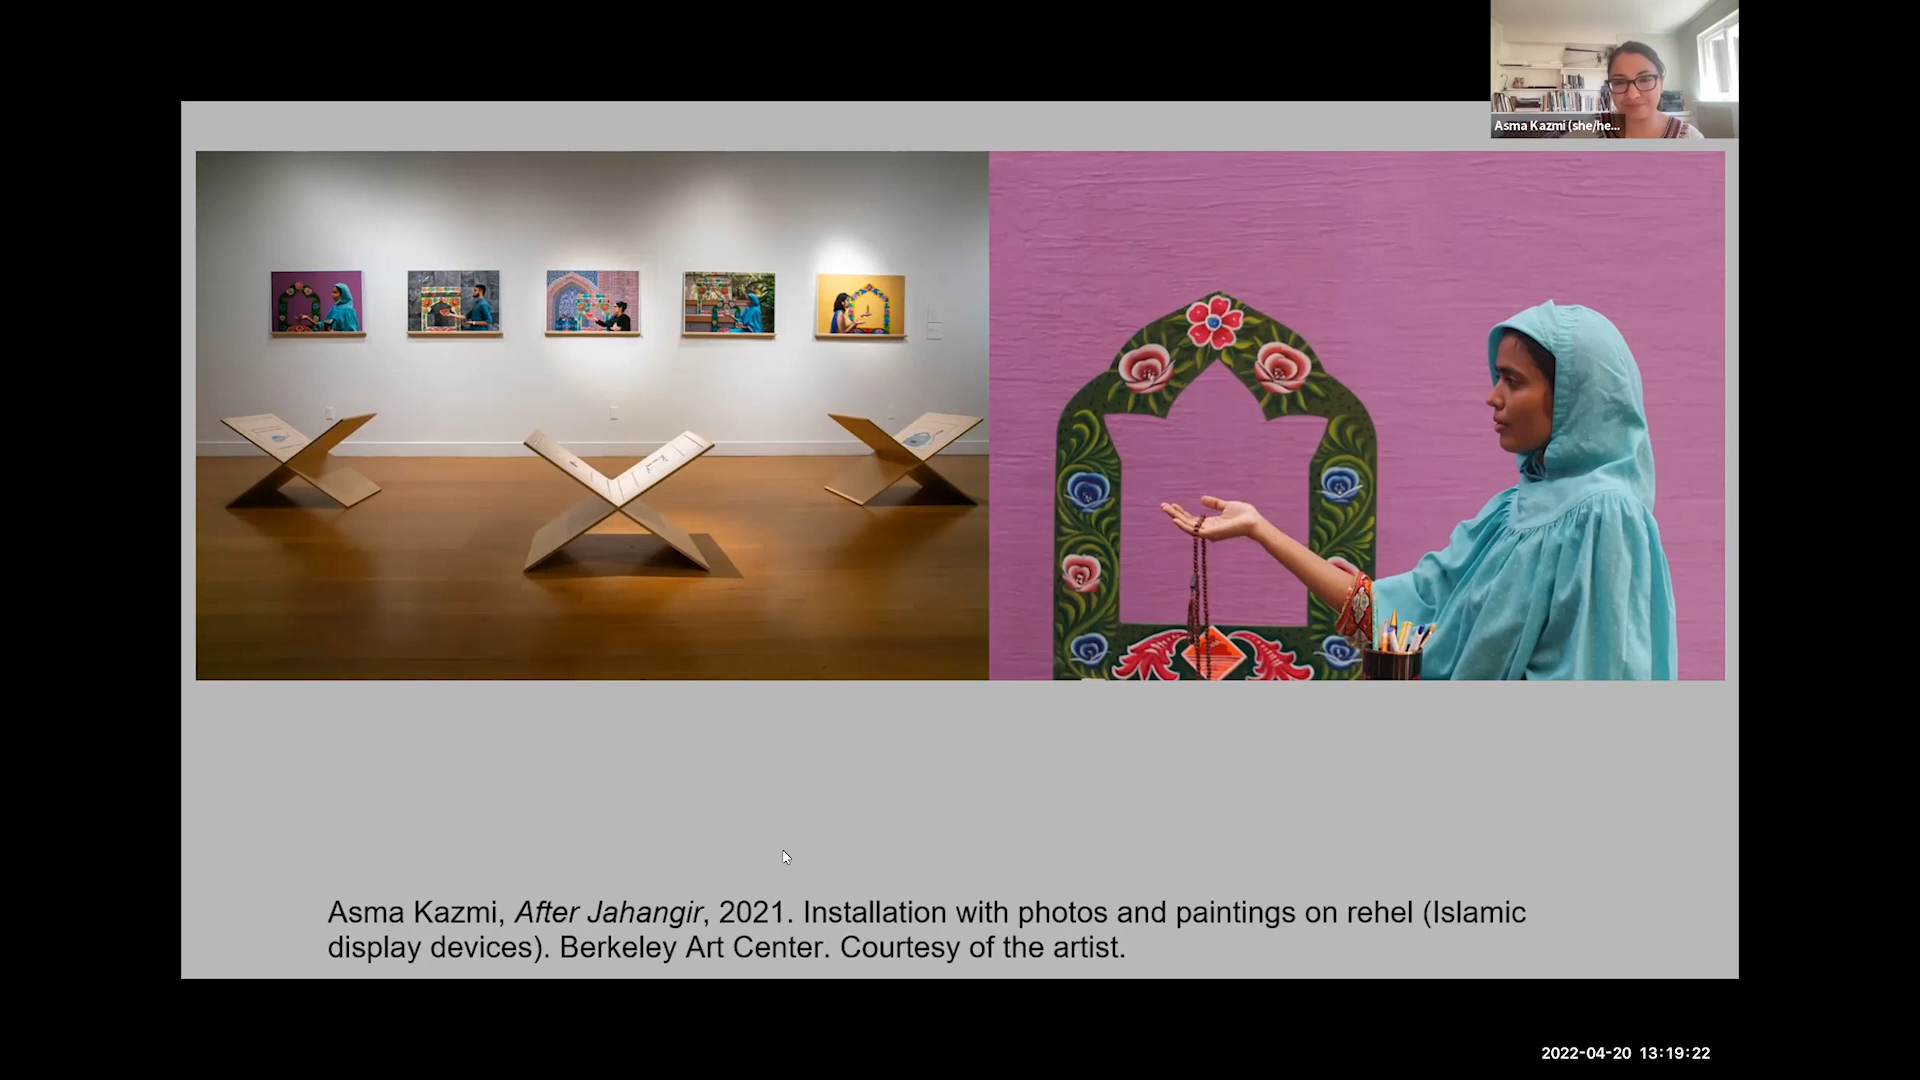 Asma Kazmi (she/he...
Asma Kazmi, After Jahangir, 2021. Installation with photos and paintings on rehel (Islamic
display devices). Berkeley Art Center. Courtesy of the artist.
2022-04-20 13:19:22